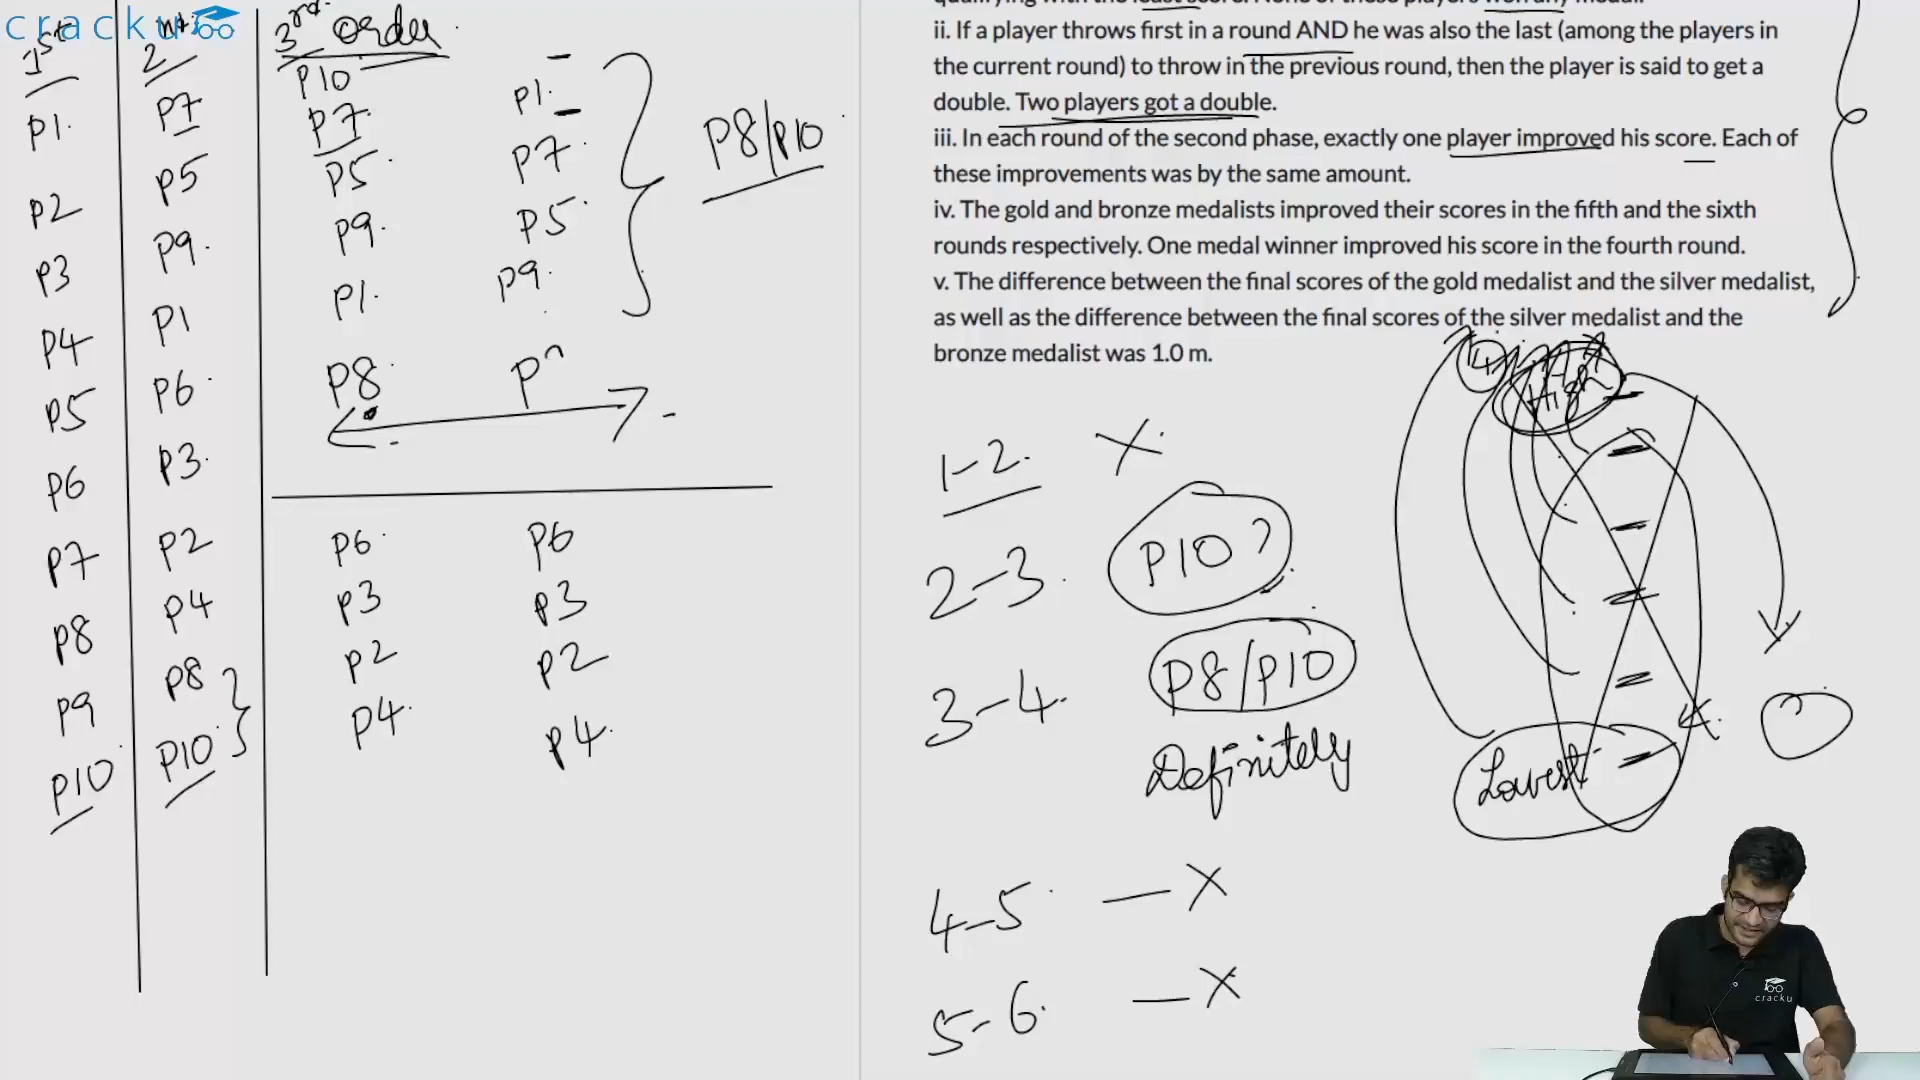 cracku
1st
P1.
P2
P3
P4
P5
P6
P7
P8
P9
P10
2nd
P7
P5
P9.
P1
P6.
P3.
P2
P4
P8
P10
3rd order
P10
P7.
P5
P9.
P1.
P8
P6
P3
P2
P4.
P1.
P7
P5
P9.
P
P6
P3
P2
P4.
P8/P10
ii. If a player throws first in a round AND he was also the last (among the players in
the current round) to throw in the previous round, then the player is said to get a
double. Two players got a double.
iii. In each round of the second phase, exactly one player improved his score. Each of
these improvements was by the same amount.
iv. The gold and bronze medalists improved their scores in the fifth and the sixth
rounds respectively. One medal winner improved his score in the fourth round.
v. The difference between the final scores of the gold medalist and the silver medalist,
as well as the difference between the final scores of the silver medalist and the
bronze medalist was 1.0 m.
1-2. X
2-3. P10?
3-4. P8/P10
Definitely
4-5. — X
5-6. — X
4
High
Lowest
?
cracku